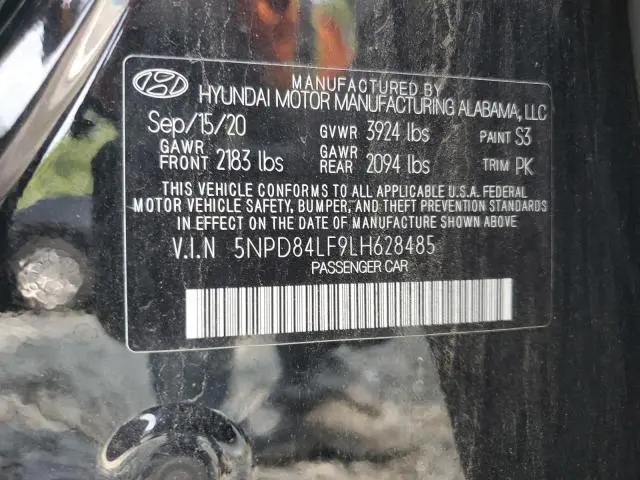 MANUFACTURED BY
HYUNDAI MOTOR MANUFACTURING ALABAMA, LLC
Sep/15/20 GVWR 3924 lbs PAINT S3
GAWR FRONT 2183 lbs GAWR REAR 2094 lbs TRIM PK
THIS VEHICLE CONFORMS TO ALL APPLICABLE U.S.A. FEDERAL
MOTOR VEHICLE SAFETY, BUMPER, AND THEFT PREVENTION STANDARDS
IN EFFECT ON THE DATE OF MANUFACTURE SHOWN ABOVE.
V.I.N 5NPD84LF9LH628485
PASSENGER CAR